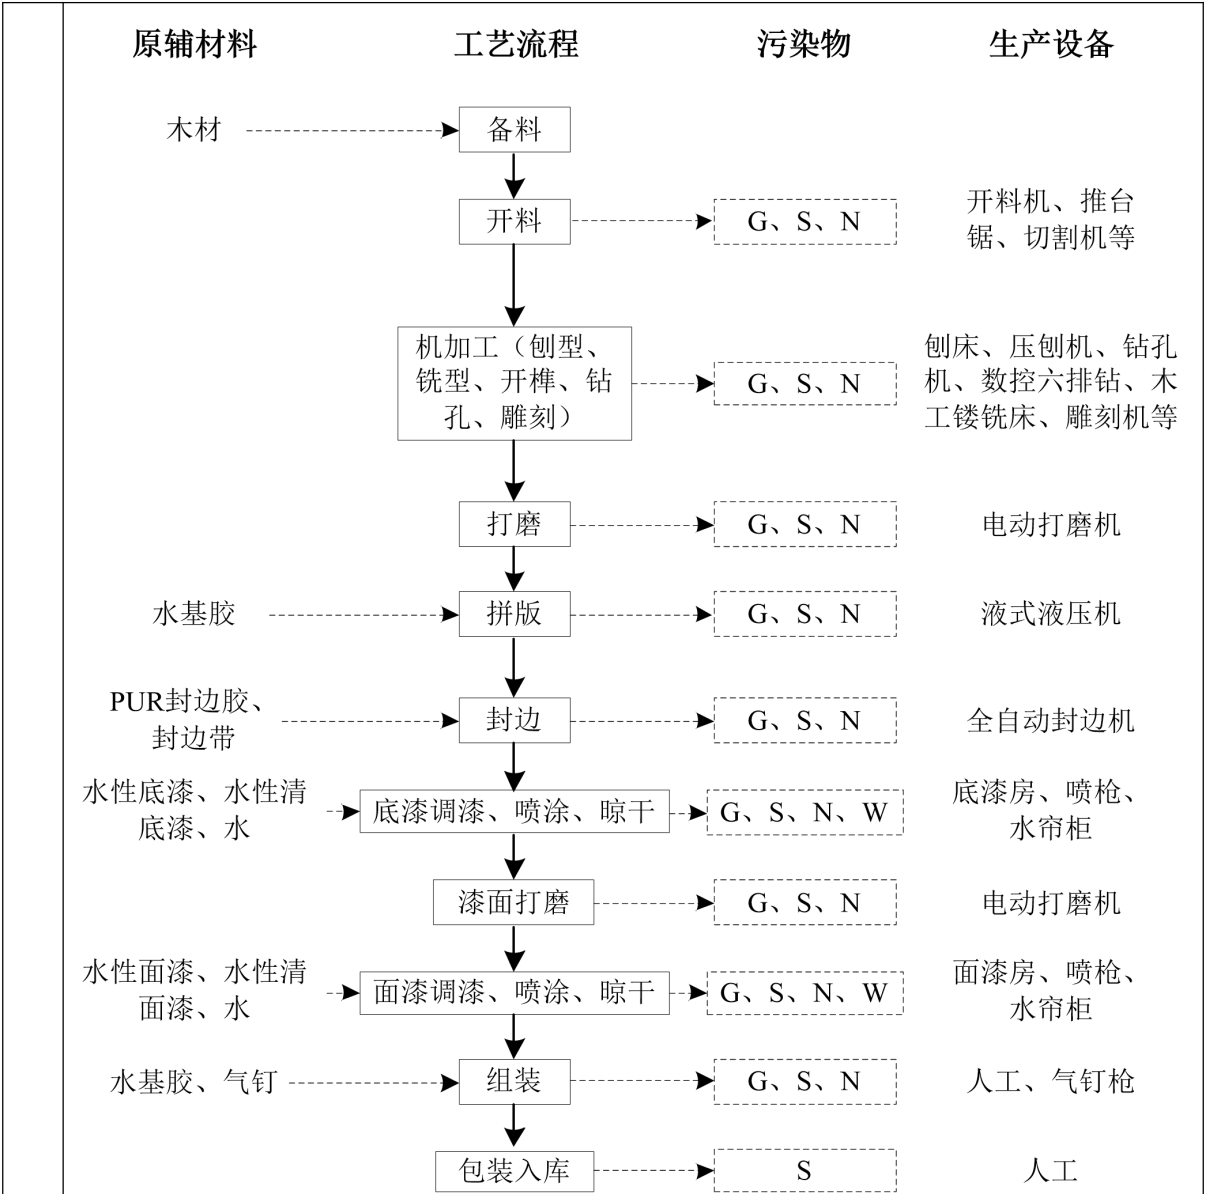 原辅材料 工艺流程 污染物 生产设备
木材 备料
开料 G、S、N 开料机、推台
锯、切割机等
机加工（刨型、
铣型、开榫、钻
孔、雕刻）
G、S、N
刨床、压刨机、钻孔
机、数控六排钻、木
工镂铣床、雕刻机等
打磨 G、S、N 电动打磨机
水基胶 拼版 G、S、N 液式液压机
PUR封边胶、
封边带
封边 G、S、N 全自动封边机
水性底漆、水性清
底漆、水
底漆调漆、喷涂、晾干 G、S、N、W
底漆房、喷枪、
水帘柜
漆面打磨 G、S、N 电动打磨机
水性面漆、水性清
面漆、水
面漆调漆、喷涂、晾干 G、S、N、W
面漆房、喷枪、
水帘柜
水基胶、气钉 组装 G、S、N 人工、气钉枪
包装入库 S 人工